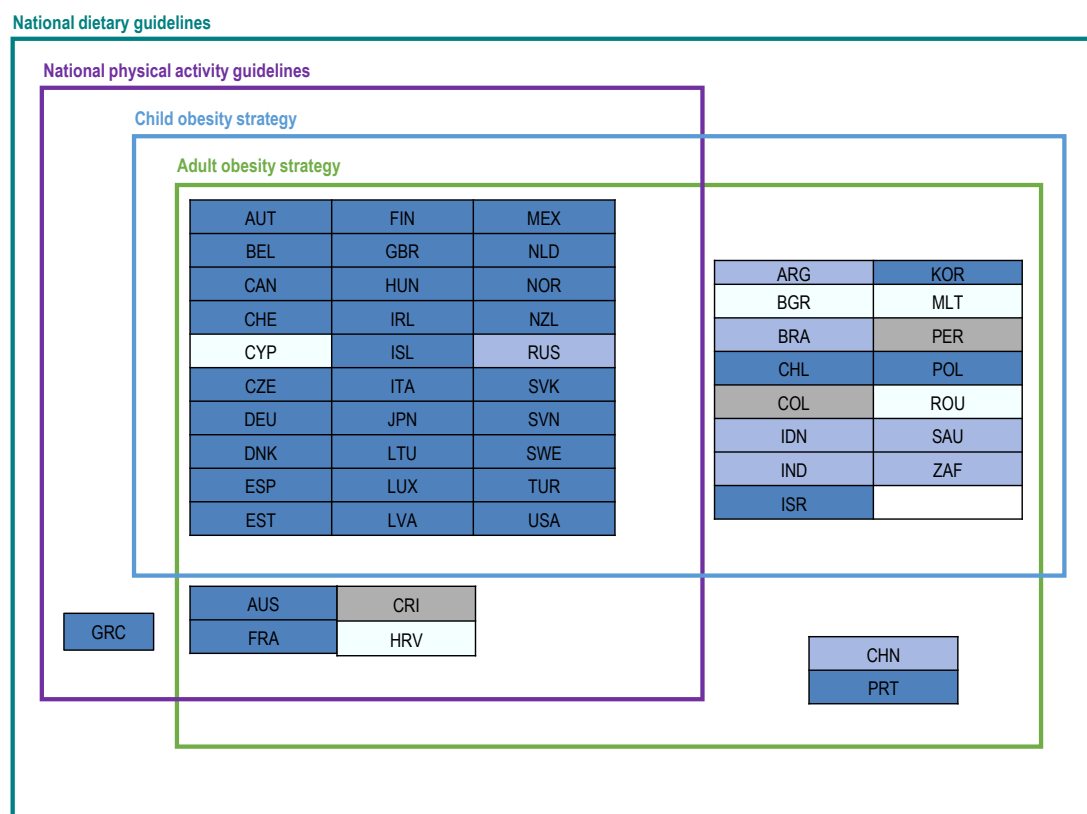 National dietary guidelines
National physical activity guidelines
Child obesity strategy
Adult obesity strategy
AUT FIN MEX
BEL GBR NLD
CAN HUN NOR
CHE IRL NZL
CYP ISL RUS
CZE ITA SVK
DEU JPN SVN
DNK LTU SWE
ESP LUX TUR
EST LVA USA
ARG KOR
BGR MLT
BRA PER
CHL POL
COL ROU
IDN SAU
IND ZAF
ISR
AUS CRI
FRA HRV
GRC
CHN
PRT